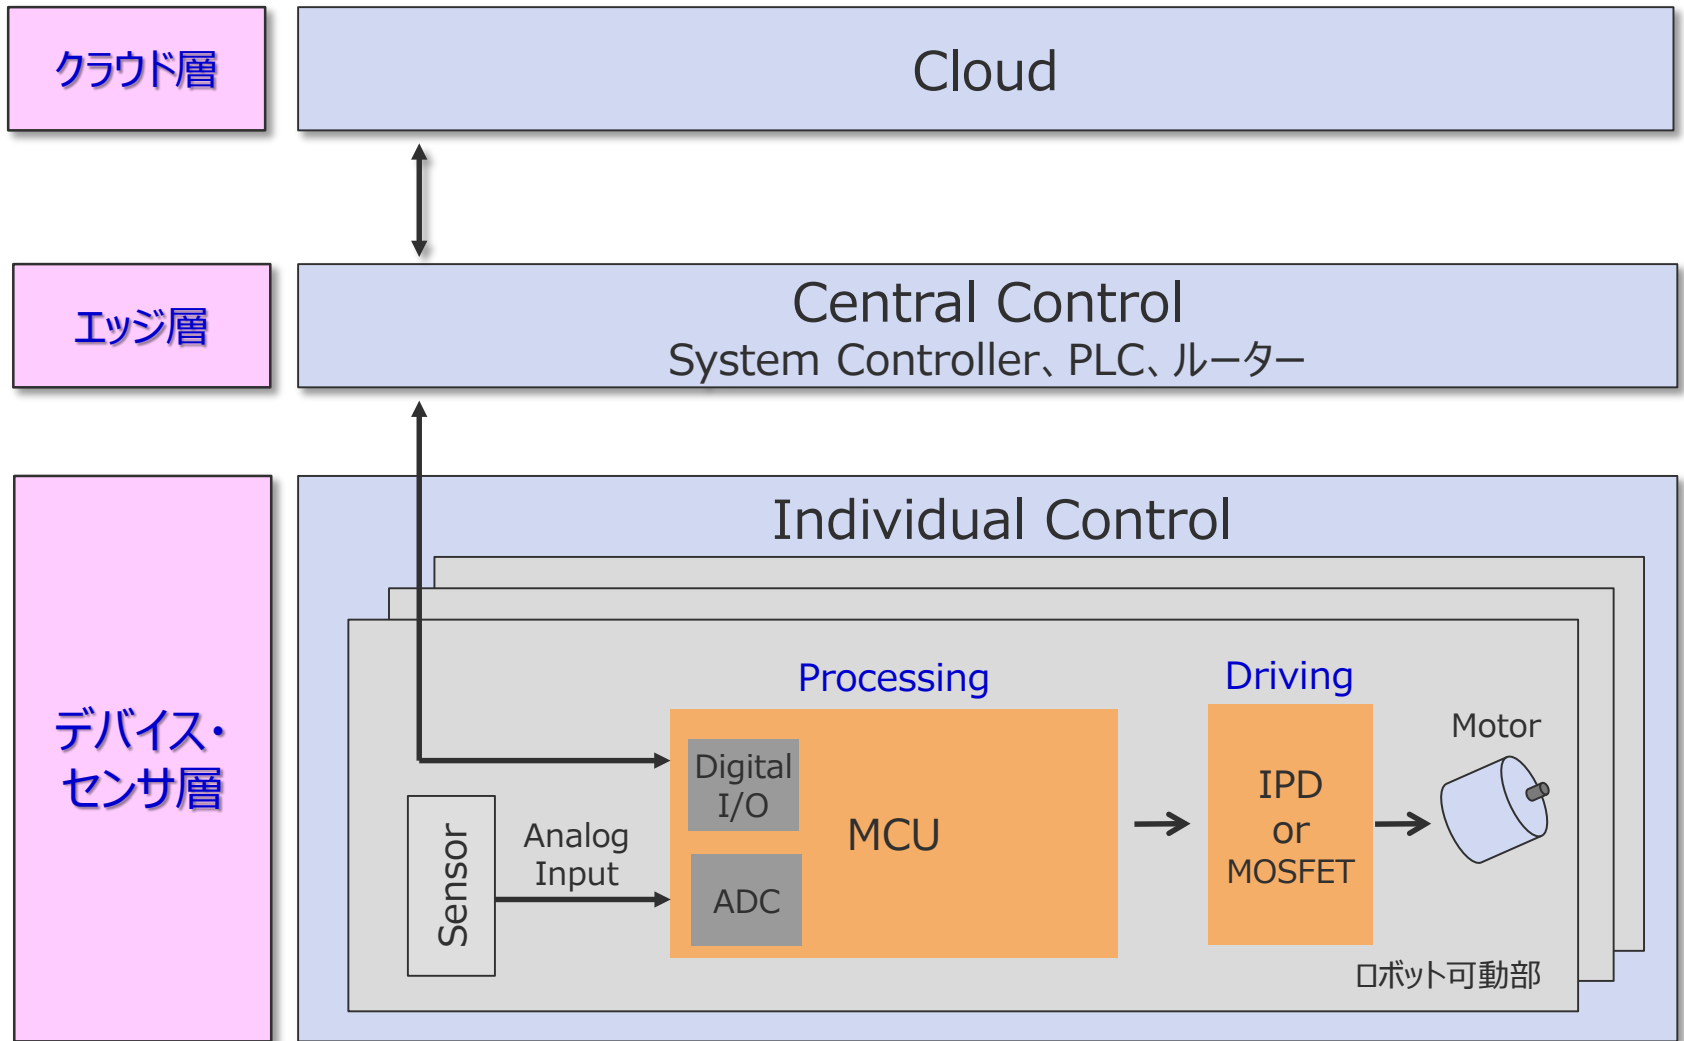 クラウド層
Cloud
エッジ層
Central Control
System Controller、PLC、ルーター
デバイス・
センサ層
Individual Control
Processing
Driving
Motor
Digital
I/O
MCU
IPD
or
MOSFET
Sensor
Analog
Input
ADC
ロボット可動部